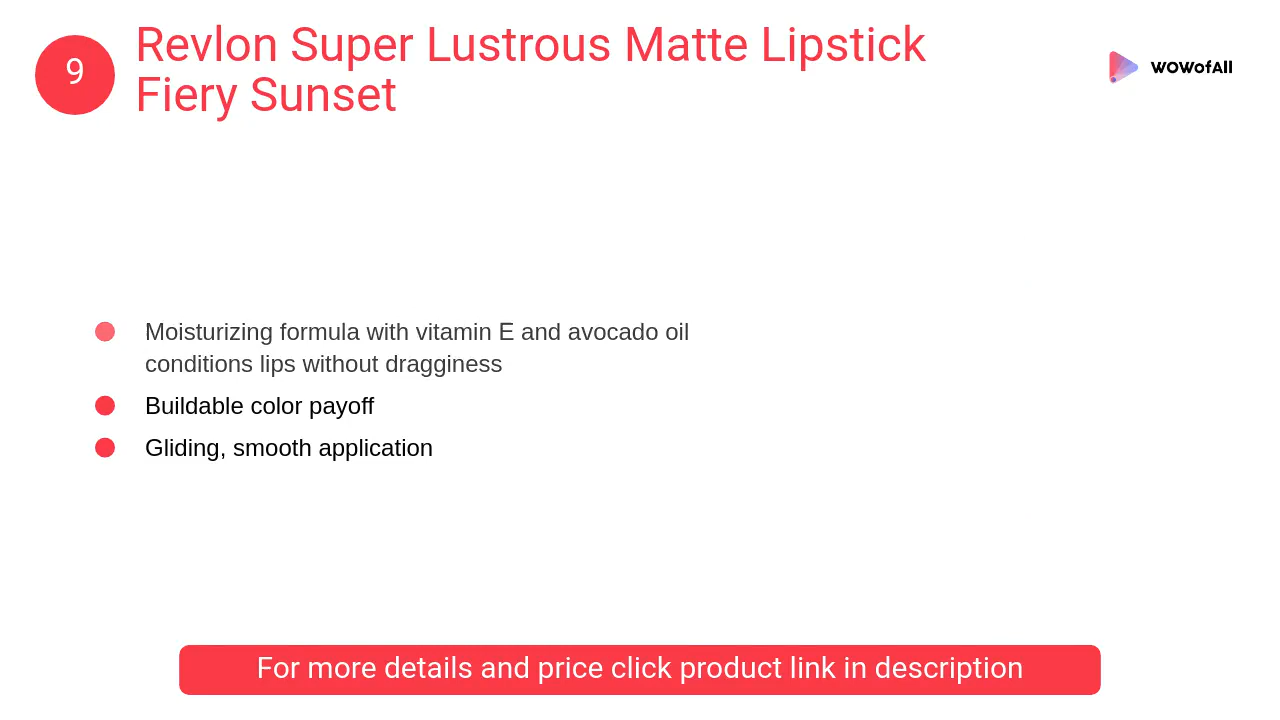 9
Revlon Super Lustrous Matte Lipstick
Fiery Sunset
WOWofAll
Moisturizing formula with vitamin E and avocado oil
conditions lips without dragginess
Buildable color payoff
Gliding, smooth application
For more details and price click product link in description